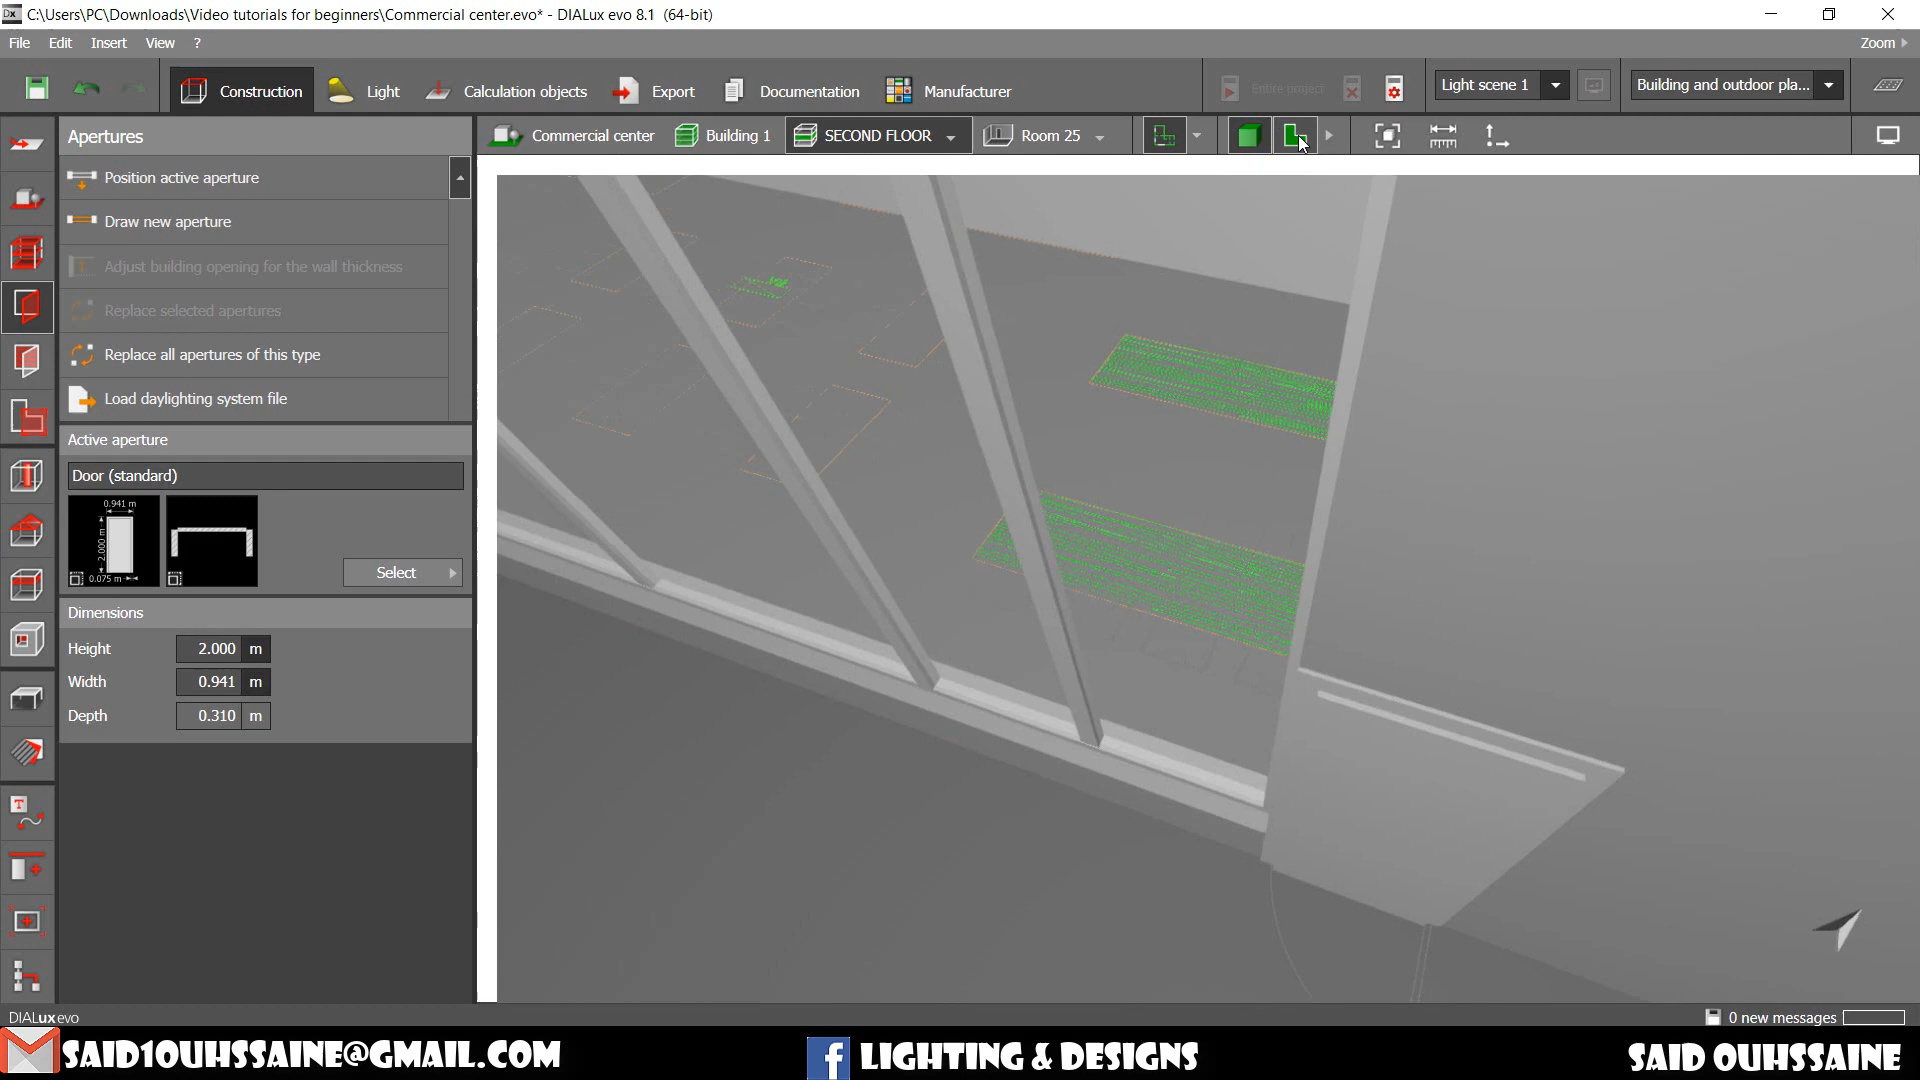 C:\Users\PC\Downloads\Video tutorials for beginners\Commercial center.evo* - DIALux evo 8.1 (64-bit)
File Edit Insert View ? Zoom
Construction Light Calculation objects Export Documentation Manufacturer Entire project Light scene 1 Building and outdoor pla...
Apertures
Commercial center Building 1 SECOND FLOOR Room 25
Position active aperture
Draw new aperture
Adjust building opening for the wall thickness
Replace selected apertures
Replace all apertures of this type
Load daylighting system file
Active aperture
Door (standard)
0.941 m
2.000 m
0.075 m
Select
Dimensions
Height 2.000 m
Width 0.941 m
Depth 0.310 m
DIALux evo
0 new messages
SAID1OUHSSAINE@GMAIL.COM LIGHTING & DESIGNS SAID OUHSSAINE